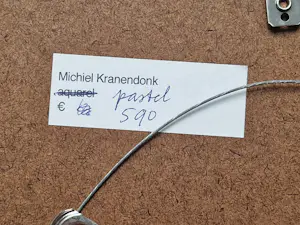 Michiel Kranendonk
aquarel pastel
€ 590